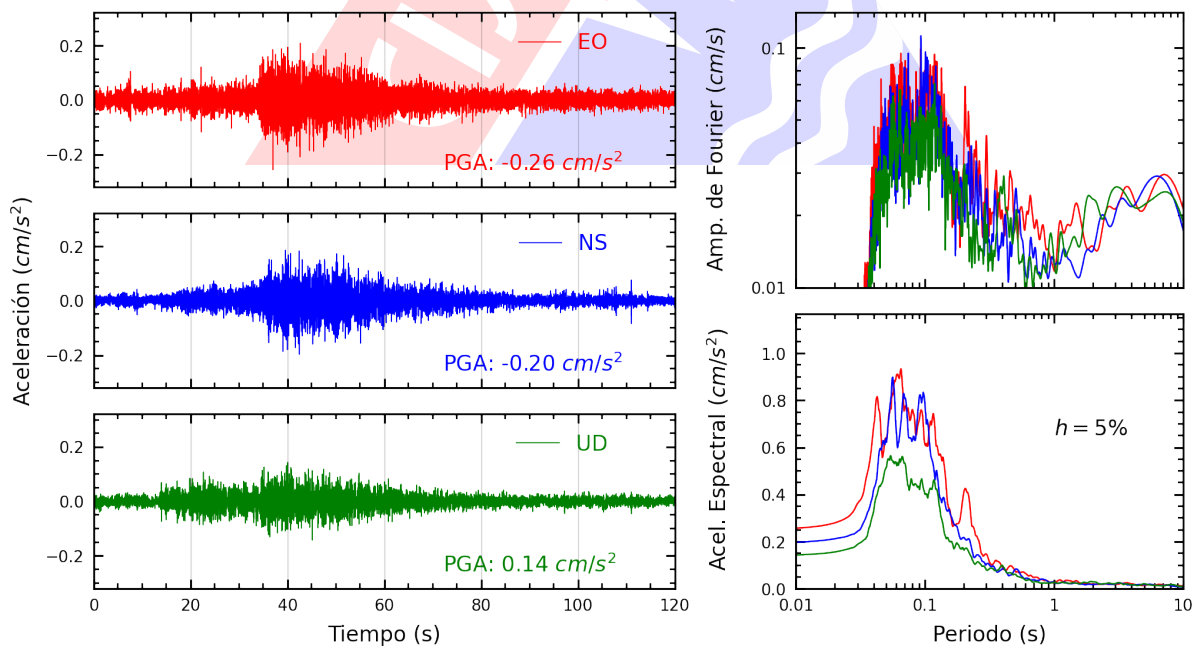 0.2
0.0
−0.2
EO
PGA: -0.26 cm/s²
0.2
0.0
−0.2
NS
PGA: -0.20 cm/s²
0.2
0.0
−0.2
UD
PGA: 0.14 cm/s²
0 20 40 60 80 100 120
Tiempo (s)
Aceleración (cm/s²)
0.1
0.01
Amp. de Fourier (cm/s)
1.0
0.8
0.6
0.4
0.2
0.0
Acel. Espectral (cm/s²)
h = 5%
0.01 0.1 1 10
Periodo (s)